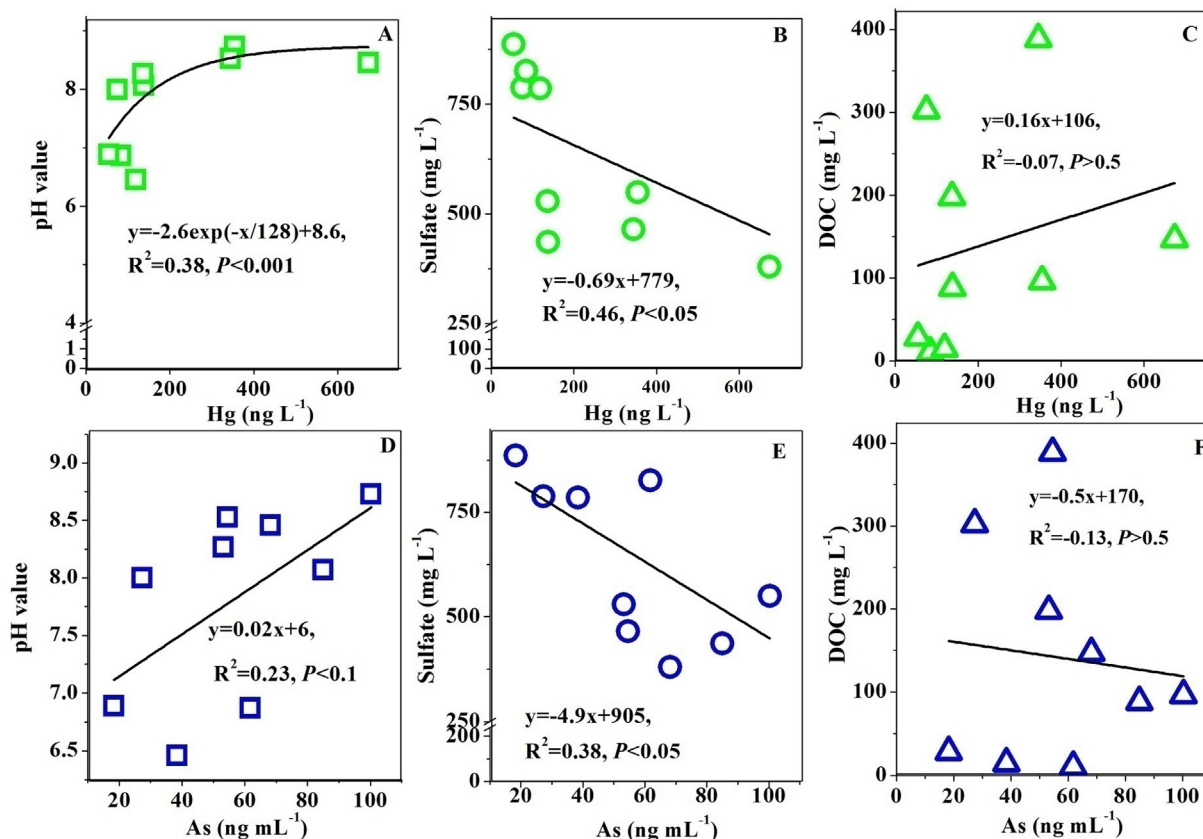 A
pH value
8
6
4
1
0
y=-2.6exp(-x/128)+8.6,
R²=0.38, P<0.001
0 200 400 600
Hg (ng L⁻¹)
B
Sulfate (mg L⁻¹)
750
500
250
100
0
y=-0.69x+779,
R²=0.46, P<0.05
0 200 400 600
Hg (ng L⁻¹)
C
DOC (mg L⁻¹)
400
300
200
100
0
y=0.16x+106,
R²=-0.07, P>0.5
0 200 400 600
Hg (ng L⁻¹)
D
pH value
9.0
8.5
8.0
7.5
7.0
6.5
y=0.02x+6,
R²=0.23, P<0.1
20 40 60 80 100
As (ng mL⁻¹)
E
Sulfate (mg L⁻¹)
750
500
250
200
0
y=-4.9x+905,
R²=0.38, P<0.05
20 40 60 80 100
As (ng mL⁻¹)
F
DOC (mg L⁻¹)
400
300
200
100
0
y=-0.5x+170,
R²=-0.13, P>0.5
0 20 40 60 80 100
As (ng mL⁻¹)